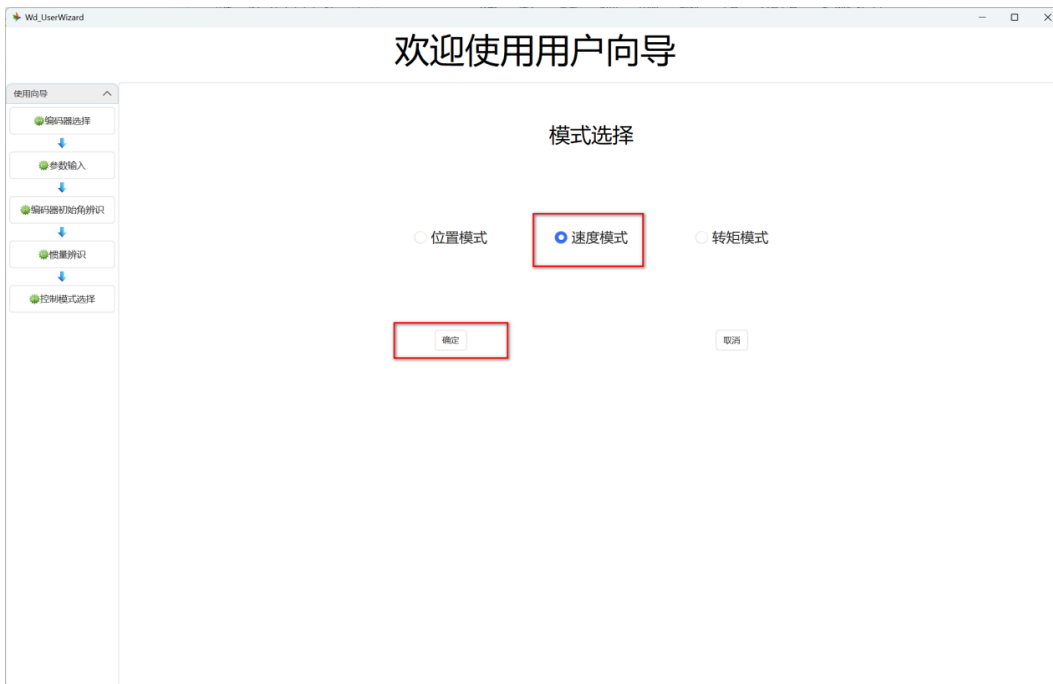 Wd_UserWizard
欢迎使用用户向导
使用向导
编码器选择
参数输入
编码器初始角辨识
惯量辨识
控制模式选择
模式选择
位置模式 速度模式 转矩模式
确定 取消